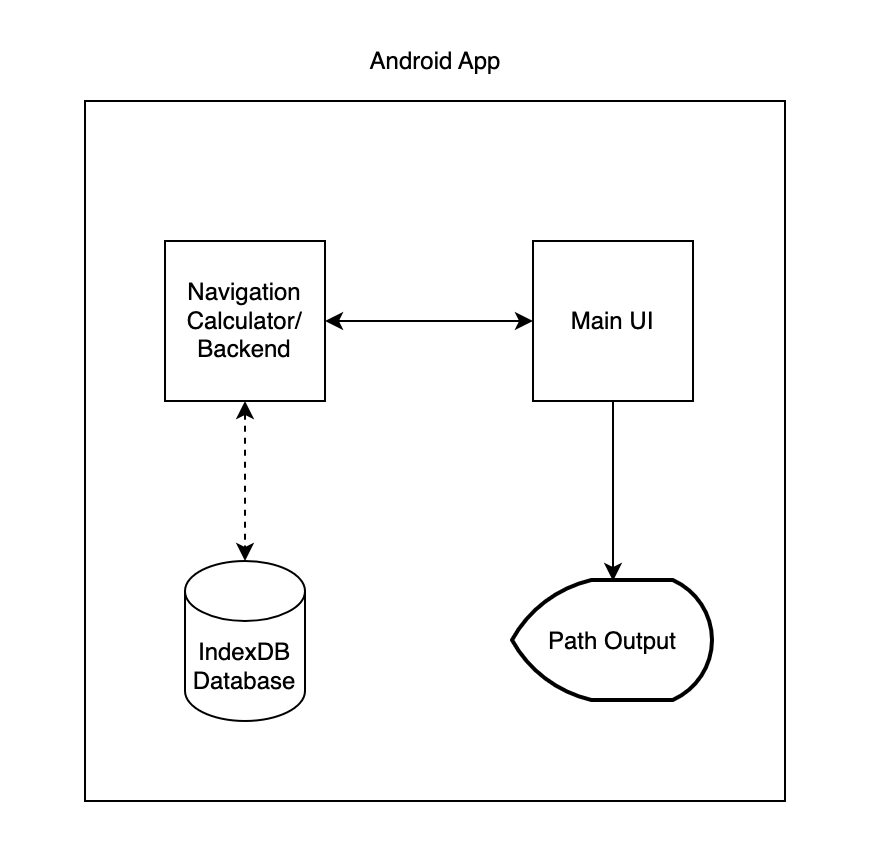 Android App
Navigation
Calculator/
Backend
Main UI
IndexDB
Database
Path Output